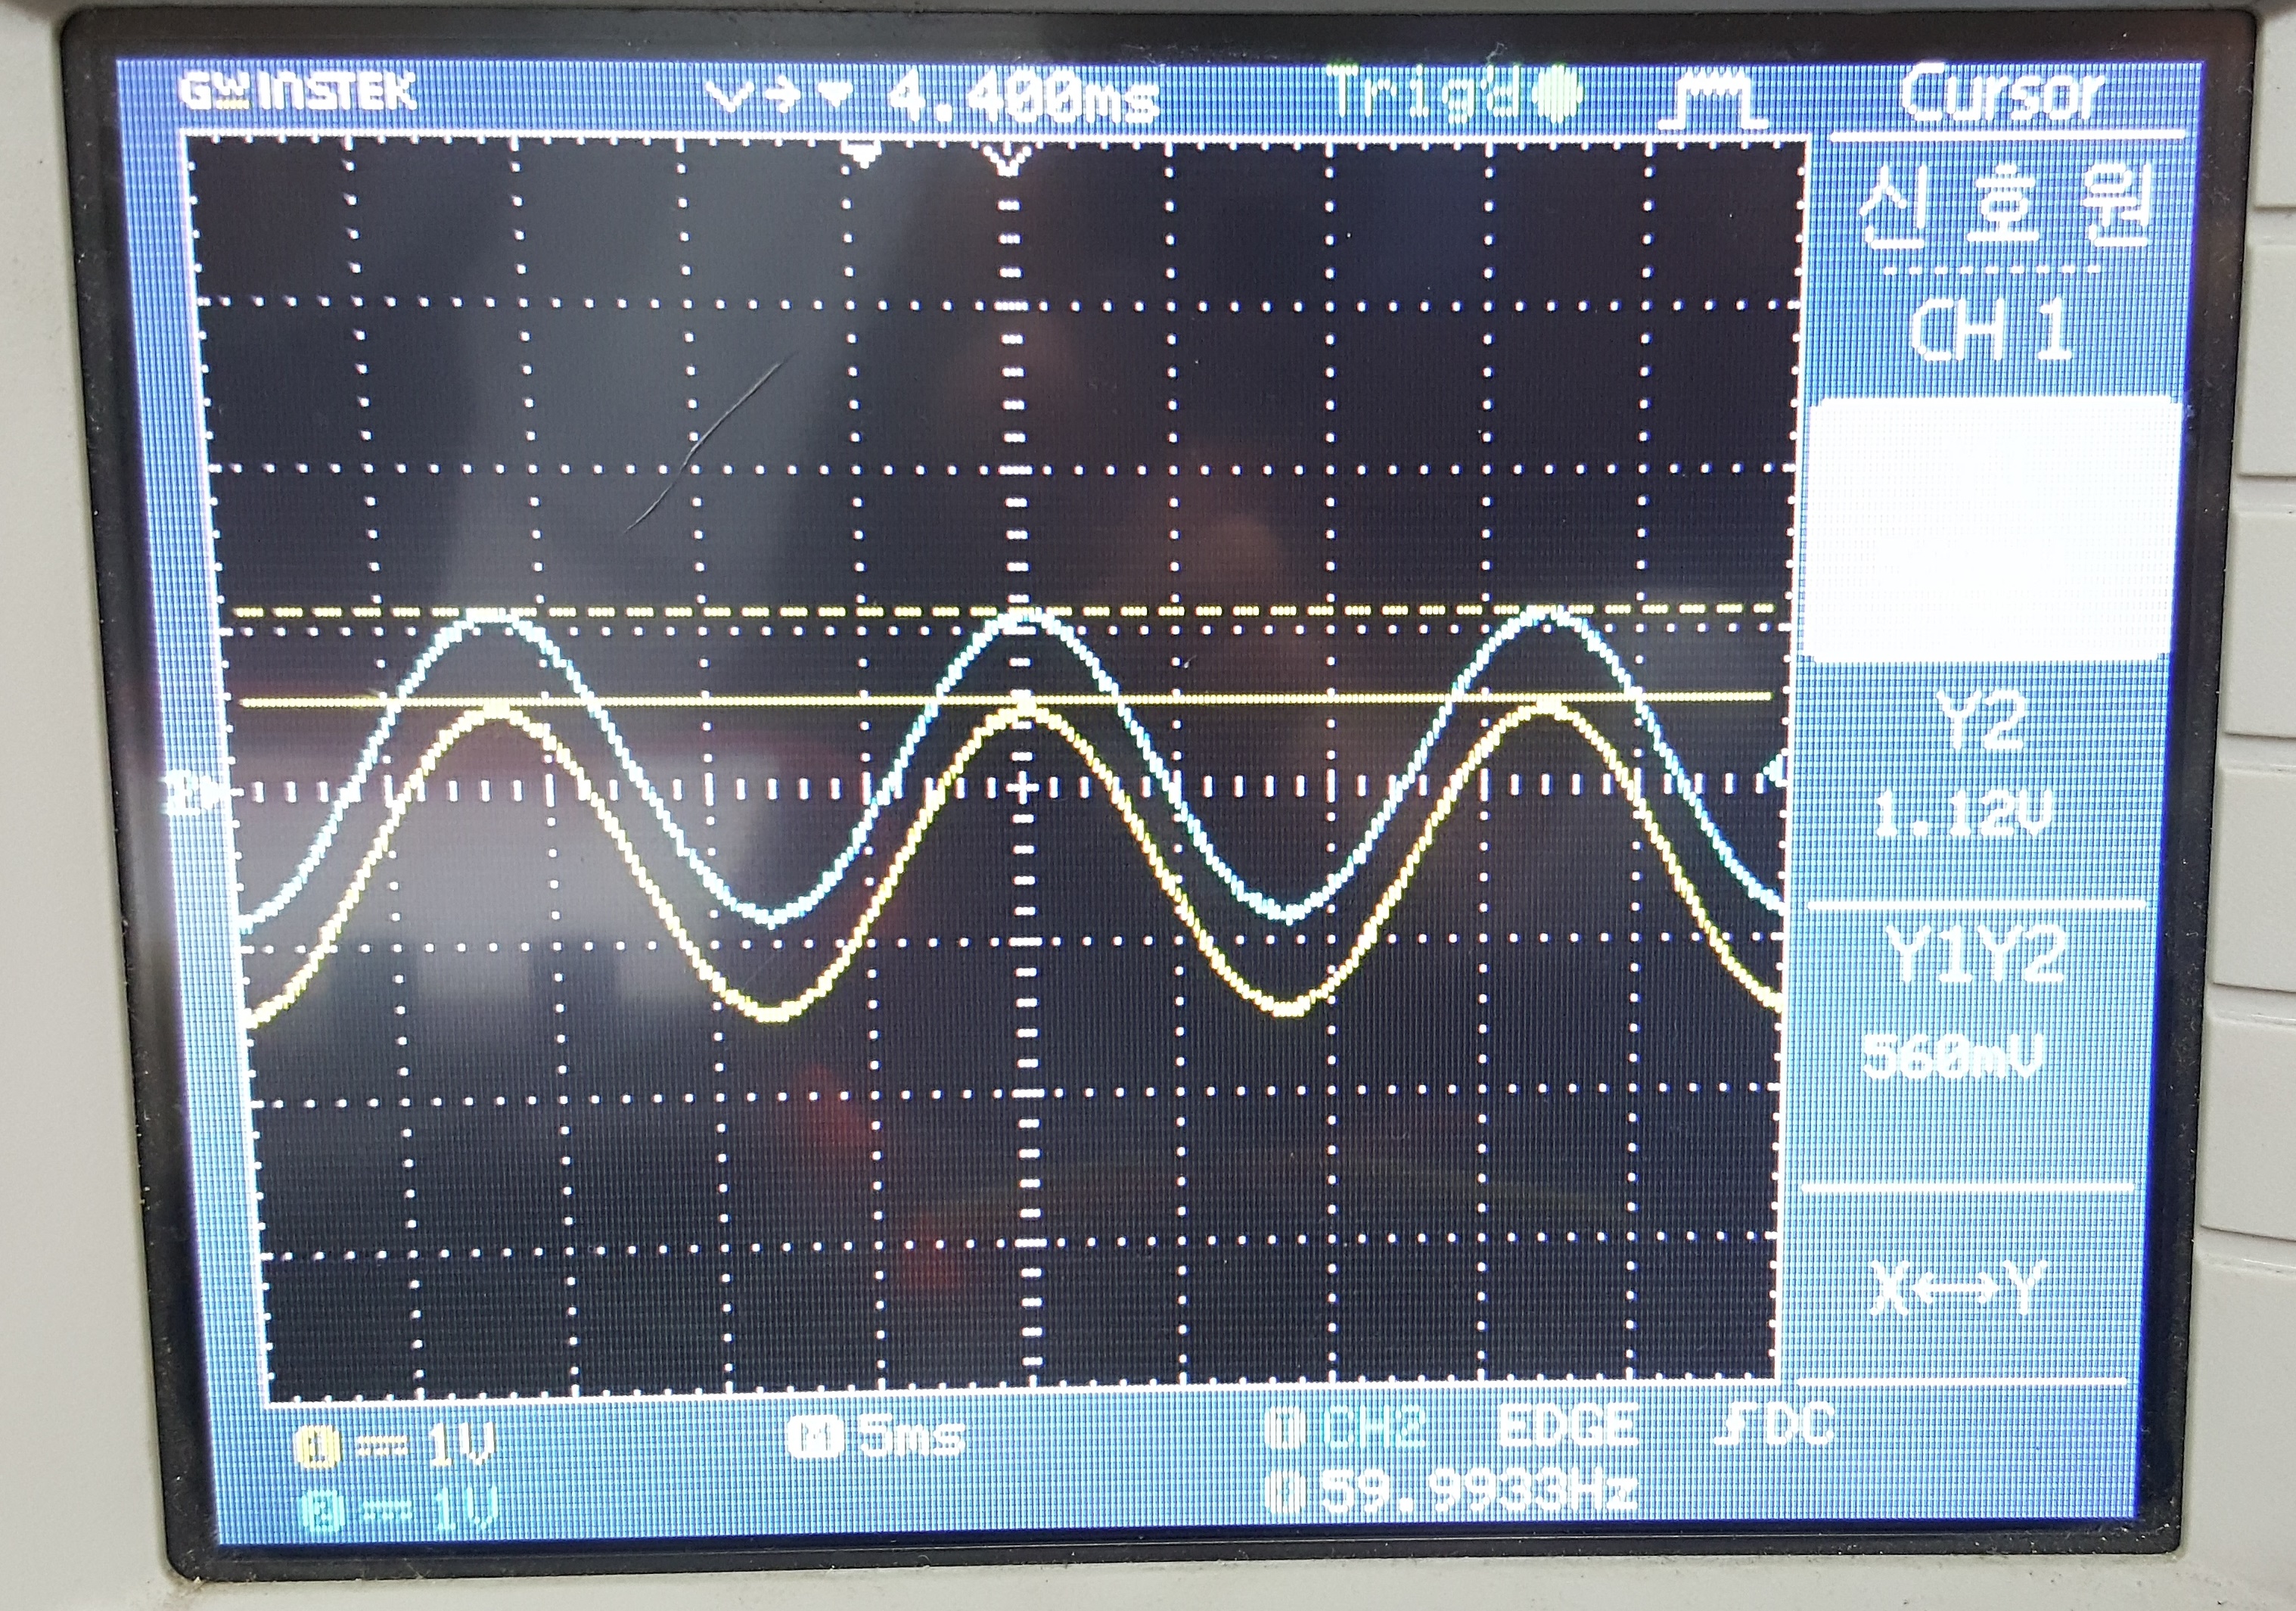 GW INSTEK 4.400ms Trig'd Cursor
신호원
CH 1
Y2
1.12V
Y1Y2
560mV
X↔Y
1 1V M 5ms CH2 EDGE DC
2 1V 59.9933Hz